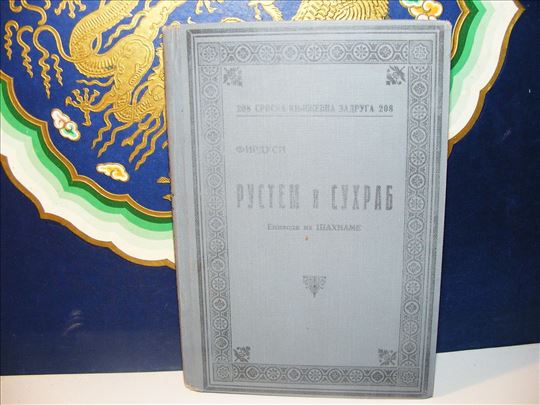 208 СРПСКА КЊИЖЕВНА ЗАДРУГА 208
ФИРДУСИ
РУСТЕМ и СУХРАБ
Епизода из ШАХНАМЕ